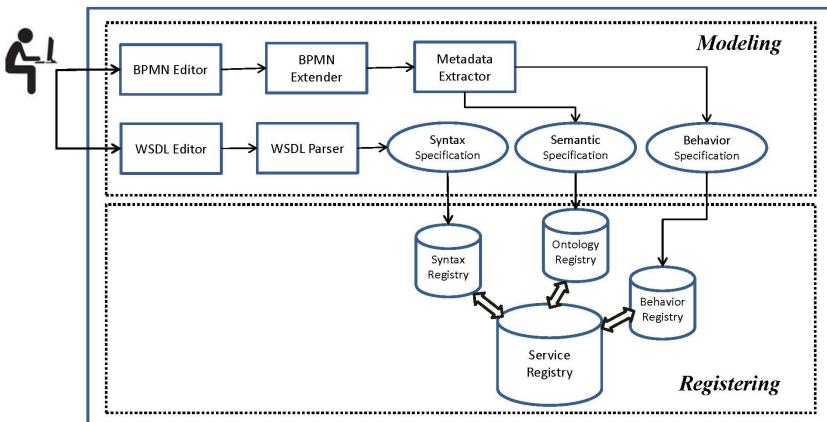 Modeling
BPMN Editor
BPMN
Extender
Metadata
Extractor
WSDL Editor
WSDL Parser
Syntax
Specification
Semantic
Specification
Behavior
Specification
Syntax
Registry
Ontology
Registry
Behavior
Registry
Service
Registry
Registering